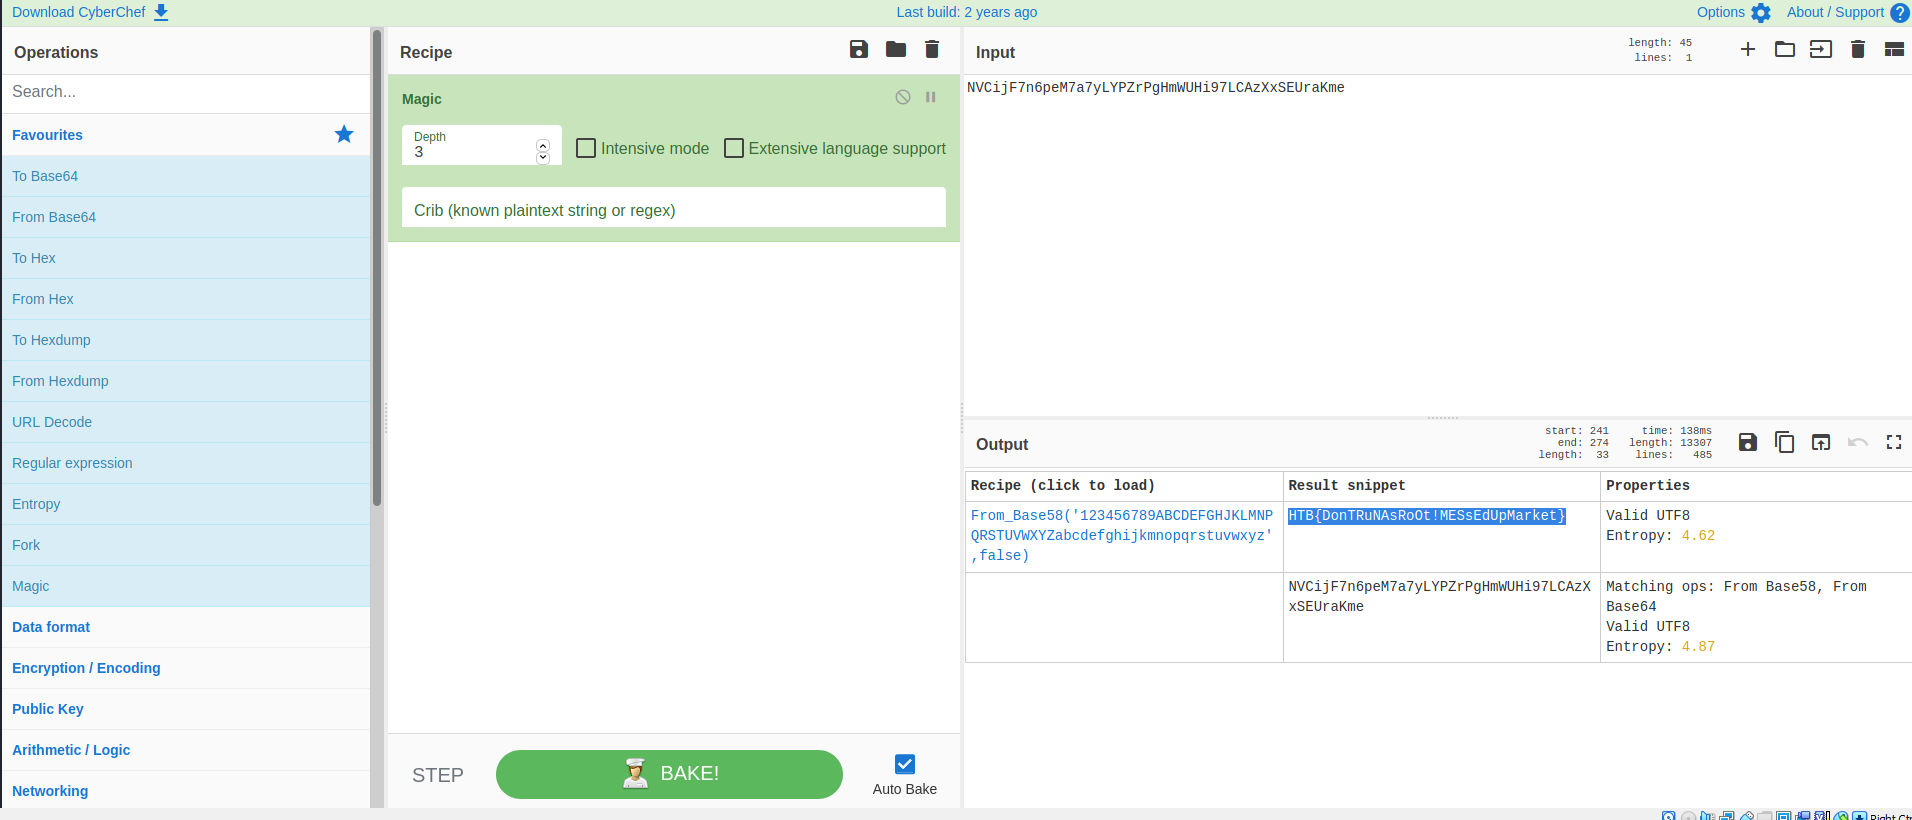 Download CyberChef
Last build: 2 years ago
Options
About / Support
Operations
Search...
Favourites
To Base64
From Base64
To Hex
From Hex
To Hexdump
From Hexdump
URL Decode
Regular expression
Entropy
Fork
Magic
Data format
Encryption / Encoding
Public Key
Arithmetic / Logic
Networking
Recipe
Magic
Depth
3
Intensive mode
Extensive language support
Crib (known plaintext string or regex)
STEP
BAKE!
Auto Bake
Input
length: 45
lines: 1
NVCijF7n6peM7a7yLYPZrPgHmWUHi97LCAzXxSEUraKme
Output
start: 241 time: 138ms
end: 274 length: 13307
length: 33 lines: 485
Recipe (click to load)
Result snippet
Properties
From_Base58('123456789ABCDEFGHJKLMNP
QRSTUVWXYZabcdefghijkmnopqrstuvwxyz'
,false)
HTB{DonTRuNAsRoOt!MESsEdUpMarket}
Valid UTF8
Entropy: 4.62
NVCijF7n6peM7a7yLYPZrPgHmWUHi97LCAzX
xSEUraKme
Matching ops: From Base58, From
Base64
Valid UTF8
Entropy: 4.87
Right Ctr